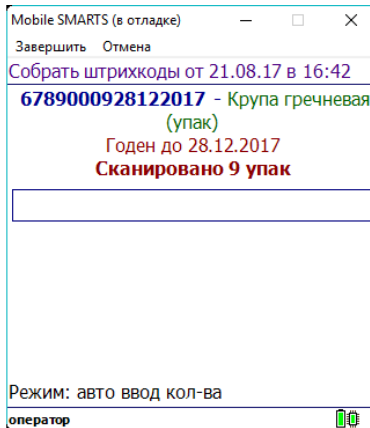 Mobile SMARTS (в отладке)
Завершить Отмена
Собрать штрихкоды от 21.08.17 в 16:42
6789000928122017 - Крупа гречневая
(упак)
Годен до 28.12.2017
Сканировано 9 упак
Режим: авто ввод кол-ва
оператор